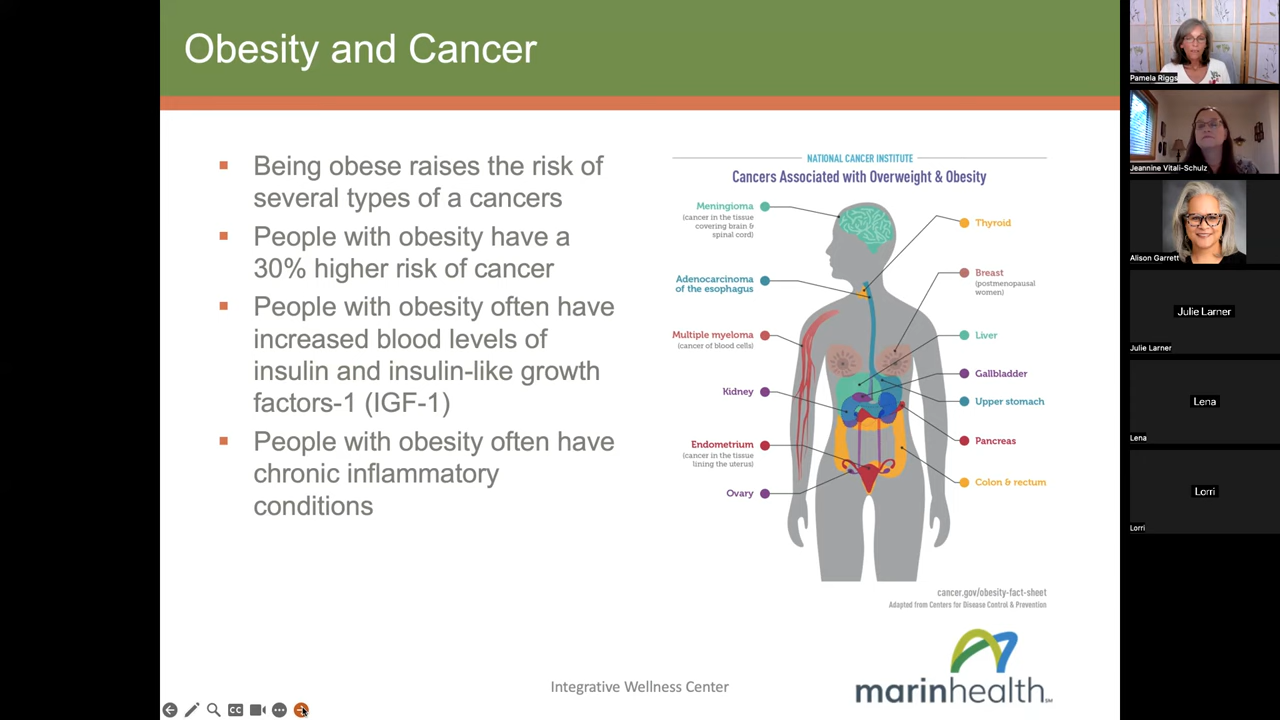 Obesity and Cancer
Being obese raises the risk of
several types of a cancers
People with obesity have a
30% higher risk of cancer
People with obesity often have
increased blood levels of
insulin and insulin-like growth
factors-1 (IGF-1)
People with obesity often have
chronic inflammatory
conditions
NATIONAL CANCER INSTITUTE
Cancers Associated with Overweight & Obesity
Meningioma
(cancer in the tissue
covering brain &
spinal cord)
Adenocarcinoma
of the esophagus
Multiple myeloma
(cancer of blood cells)
Kidney
Endometrium
(cancer in the tissue
lining the uterus)
Ovary
Thyroid
Breast
(postmenopausal
women)
Liver
Gallbladder
Upper stomach
Pancreas
Colon & rectum
cancer.gov/obesity-fact-sheet
Adapted from Centers for Disease Control & Prevention
Integrative Wellness Center
marinhealth
SM
CC
Pamela Riggs
Jeannine Vitali-Schulz
Alison Garrett
Julie Larner
Julie Larner
Lena
Lena
Lorri
Lorri